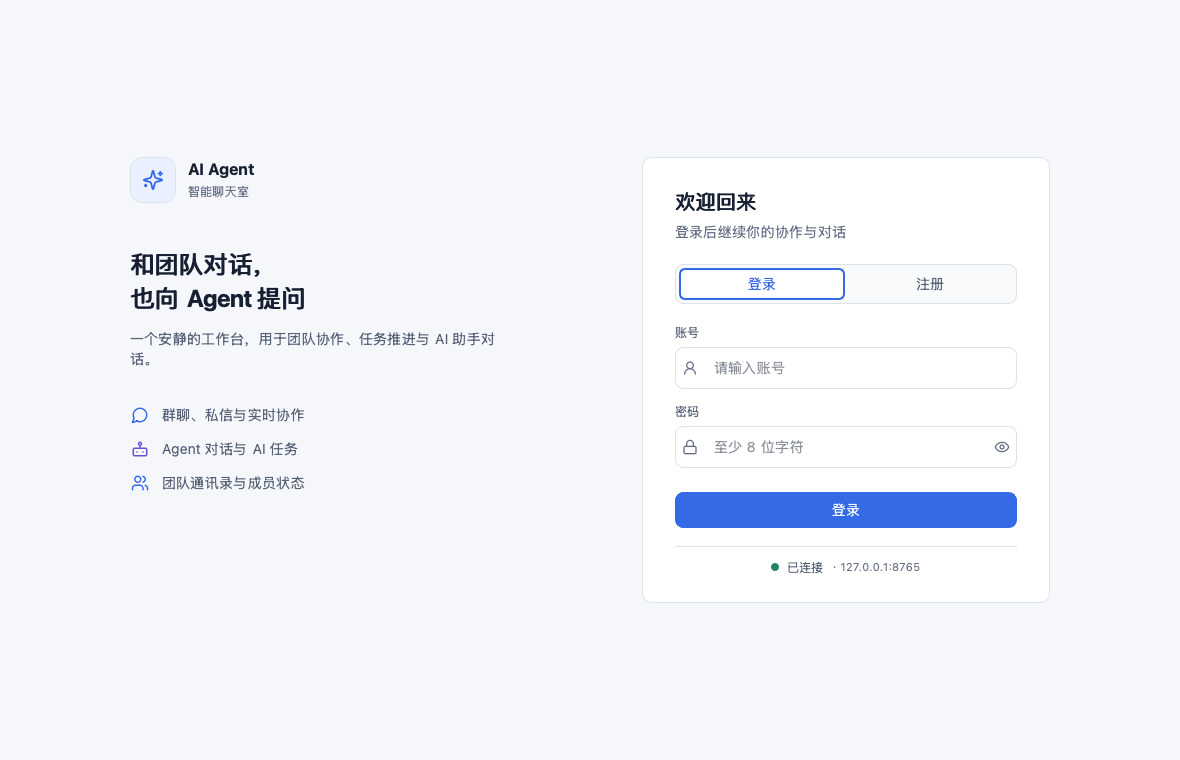 AI Agent
智能聊天室
和团队对话，
也向 Agent 提问
一个安静的工作台，用于团队协作、任务推进与 AI 助手对
话。
群聊、私信与实时协作
Agent 对话与 AI 任务
团队通讯录与成员状态
欢迎回来
登录后继续你的协作与对话
登录 注册
账号
请输入账号
密码
至少 8 位字符
登录
已连接 · 127.0.0.1:8765